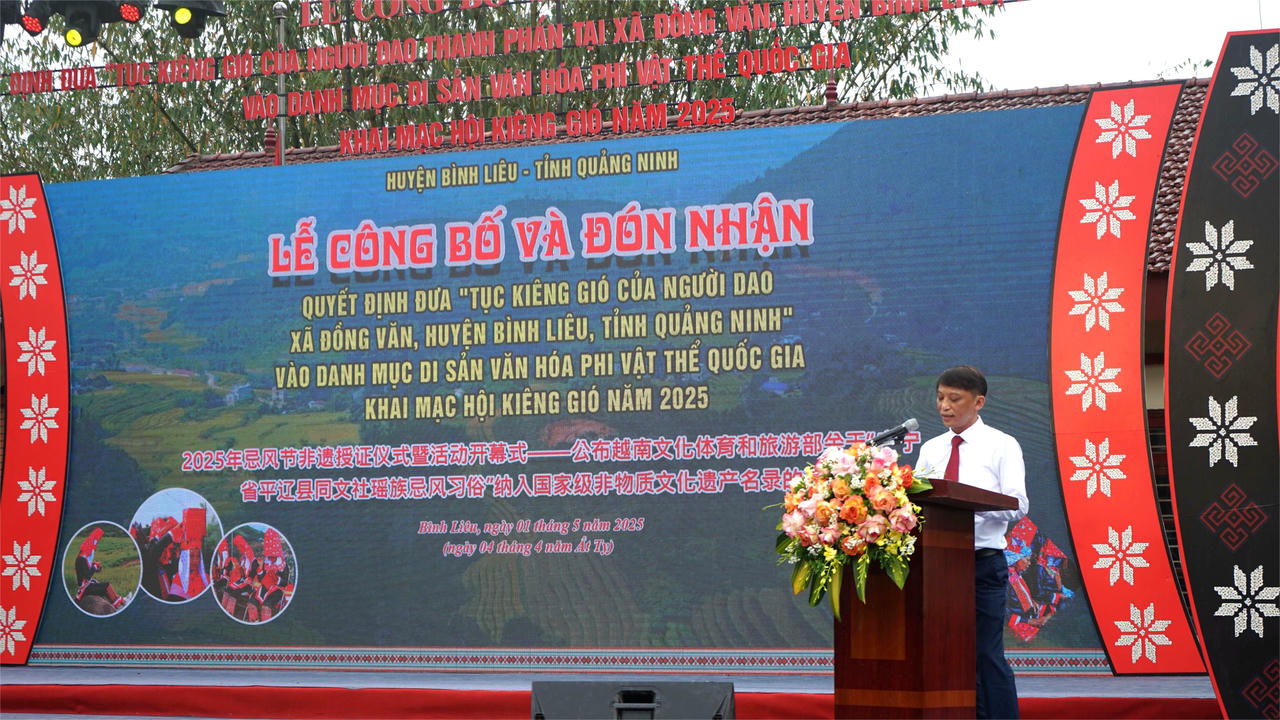 LỄ CÔNG BỐ
ĐỊNH ĐƯA "TỤC KIÊNG GIÓ CỦA NGƯỜI DAO THANH PHÁN TẠI XÃ ĐỒNG VĂN, HUYỆN BÌNH LIÊU,
VÀO DANH MỤC DI SẢN VĂN HÓA PHI VẬT THỂ QUỐC GIA
KHAI MẠC HỘI KIÊNG GIÓ NĂM 2025
HUYỆN BÌNH LIÊU - TỈNH QUẢNG NINH
LỄ CÔNG BỐ VÀ ĐÓN NHẬN
QUYẾT ĐỊNH ĐƯA "TỤC KIÊNG GIÓ CỦA NGƯỜI DAO
XÃ ĐỒNG VĂN, HUYỆN BÌNH LIÊU, TỈNH QUẢNG NINH"
VÀO DANH MỤC DI SẢN VĂN HÓA PHI VẬT THỂ QUỐC GIA
KHAI MẠC HỘI KIÊNG GIÓ NĂM 2025
2025年忌风节非遗授证仪式暨活动开幕式——公布越南文化体育和旅游部关于"宁
省平辽县同文社瑶族忌风习俗"纳入国家级非物质文化遗产名录的
Bình Liêu, ngày 01 tháng 5 năm 2025
(ngày 04 tháng 4 năm Ất Tỵ)